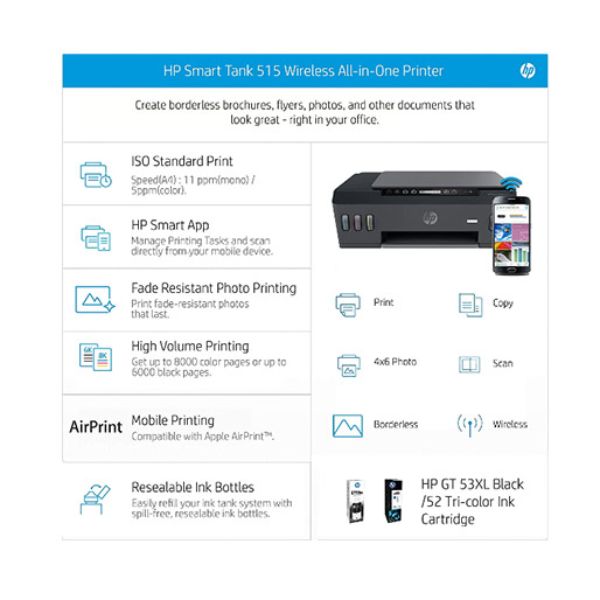 HP Smart Tank 515 Wireless All-in-One Printer
hp
Create borderless brochures, flyers, photos, and other documents that
look great - right in your office.
ISO Standard Print
Speed(A4) : 11 ppm(mono) /
5ppm(color).
HP Smart App
Manage Printing Tasks and scan
directly from your mobile device.
Fade Resistant Photo Printing
Print fade-resistant photos
that last.
High Volume Printing
Get up to 8000 color pages or up to
6000 black pages.
6K
8K
AirPrint
Mobile Printing
Compatible with Apple AirPrint™.
Resealable Ink Bottles
Easily refill your ink tank system with
spill-free, resealable ink bottles.
hp
Print
Copy
4x6 Photo
Scan
Borderless
Wireless
HP GT 53XL Black
/52 Tri-color Ink
Cartridge